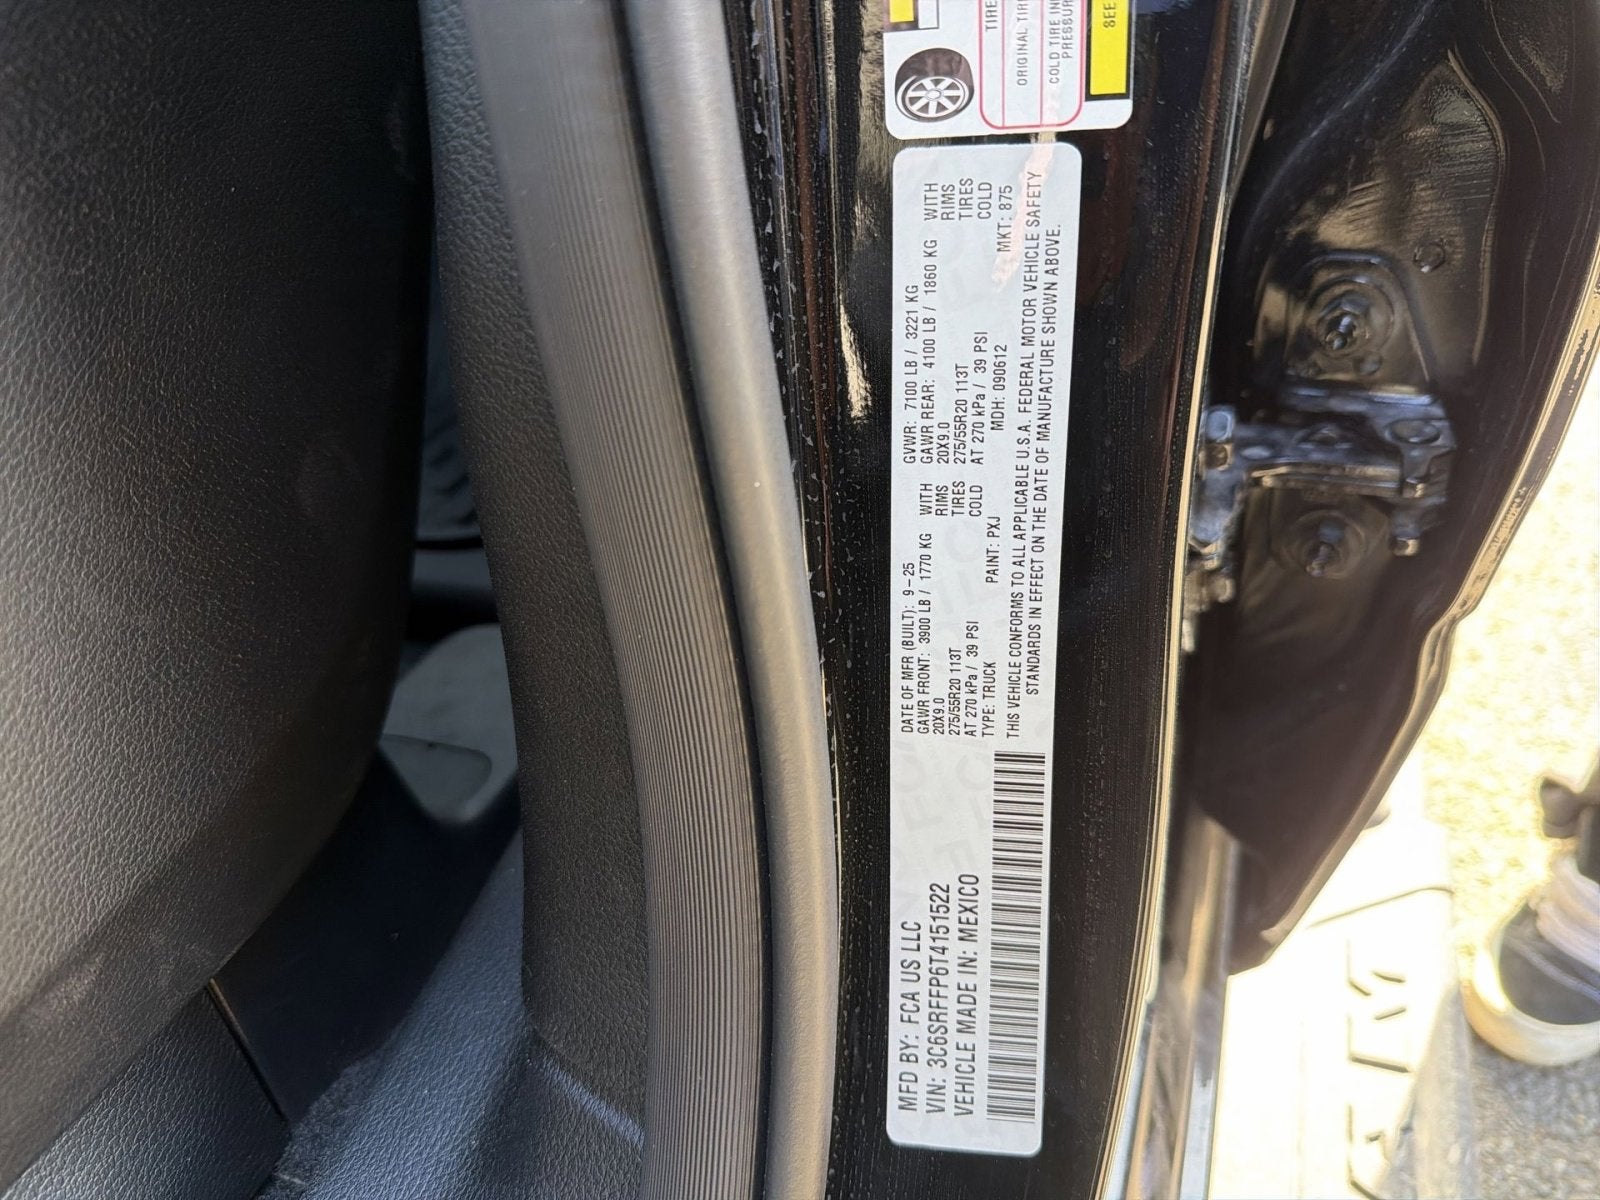 MFD BY: FCA US LLC
VIN: 3C6SRFFP6T4151522
VEHICLE MADE IN: MEXICO
DATE OF MFR (BUILT): 9-25 GVWR: 7100 LB / 3221 KG
GAWR FRONT: 3900 LB / 1770 KG WITH GAWR REAR: 4100 LB / 1860 KG WITH
20X9.0 RIMS 20X9.0 RIMS
275/55R20 113T TIRES 275/55R20 113T TIRES
AT 270 kPa / 39 PSI COLD AT 270 kPa / 39 PSI COLD
TYPE: TRUCK PAINT: PXJ MDH: 090612 MKT: 875
THIS VEHICLE CONFORMS TO ALL APPLICABLE U.S.A. FEDERAL MOTOR VEHICLE SAFETY
STANDARDS IN EFFECT ON THE DATE OF MANUFACTURE SHOWN ABOVE.
TIRE
ORIGINAL TIRE
COLD TIRE
PRESSURE
SEE